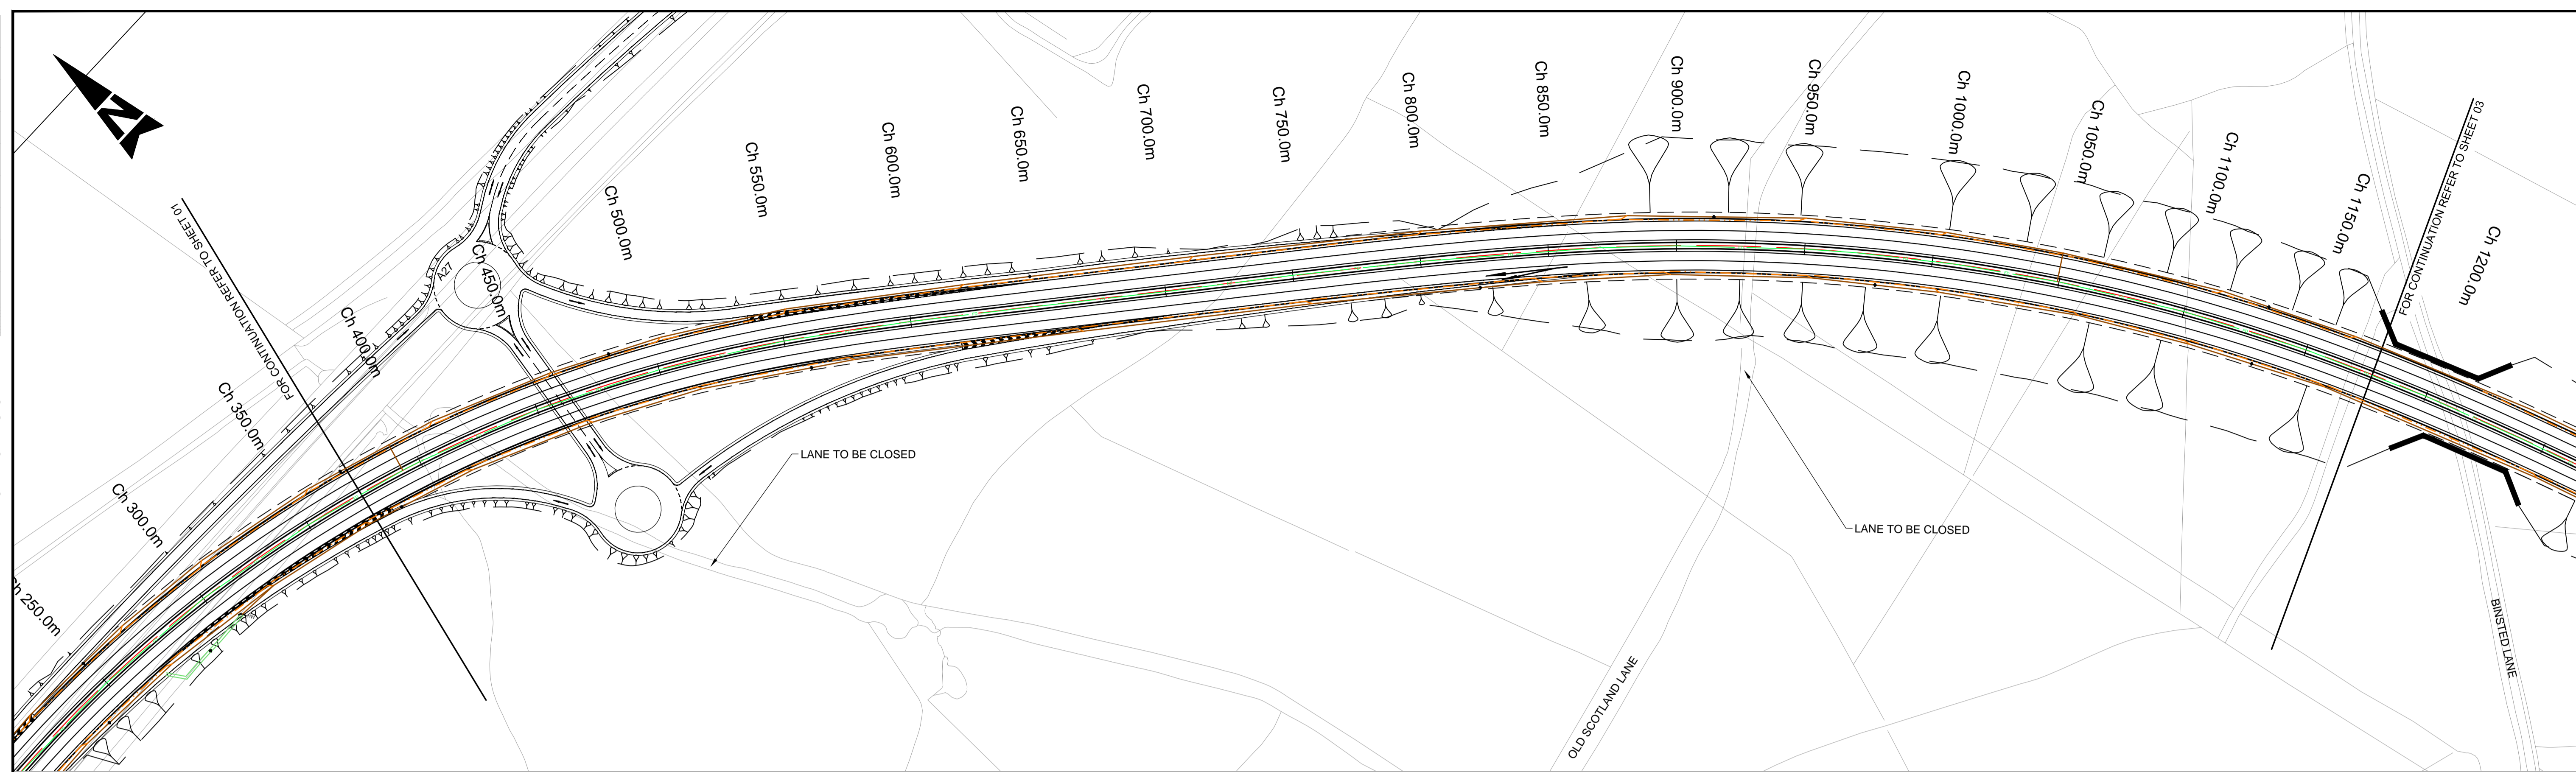 N
FOR CONTINUATION REFER TO SHEET 01
Ch 250.0m
Ch 300.0m
Ch 350.0m
Ch 400.0m
A27
Ch 450.0m
Ch 500.0m
Ch 550.0m
Ch 600.0m
Ch 650.0m
Ch 700.0m
Ch 750.0m
Ch 800.0m
Ch 850.0m
Ch 900.0m
Ch 950.0m
Ch 1000.0m
Ch 1050.0m
Ch 1100.0m
Ch 1150.0m
FOR CONTINUATION REFER TO SHEET 03
Ch 1200.0m
LANE TO BE CLOSED
LANE TO BE CLOSED
OLD SCOTLAND LANE
BINSTED LANE